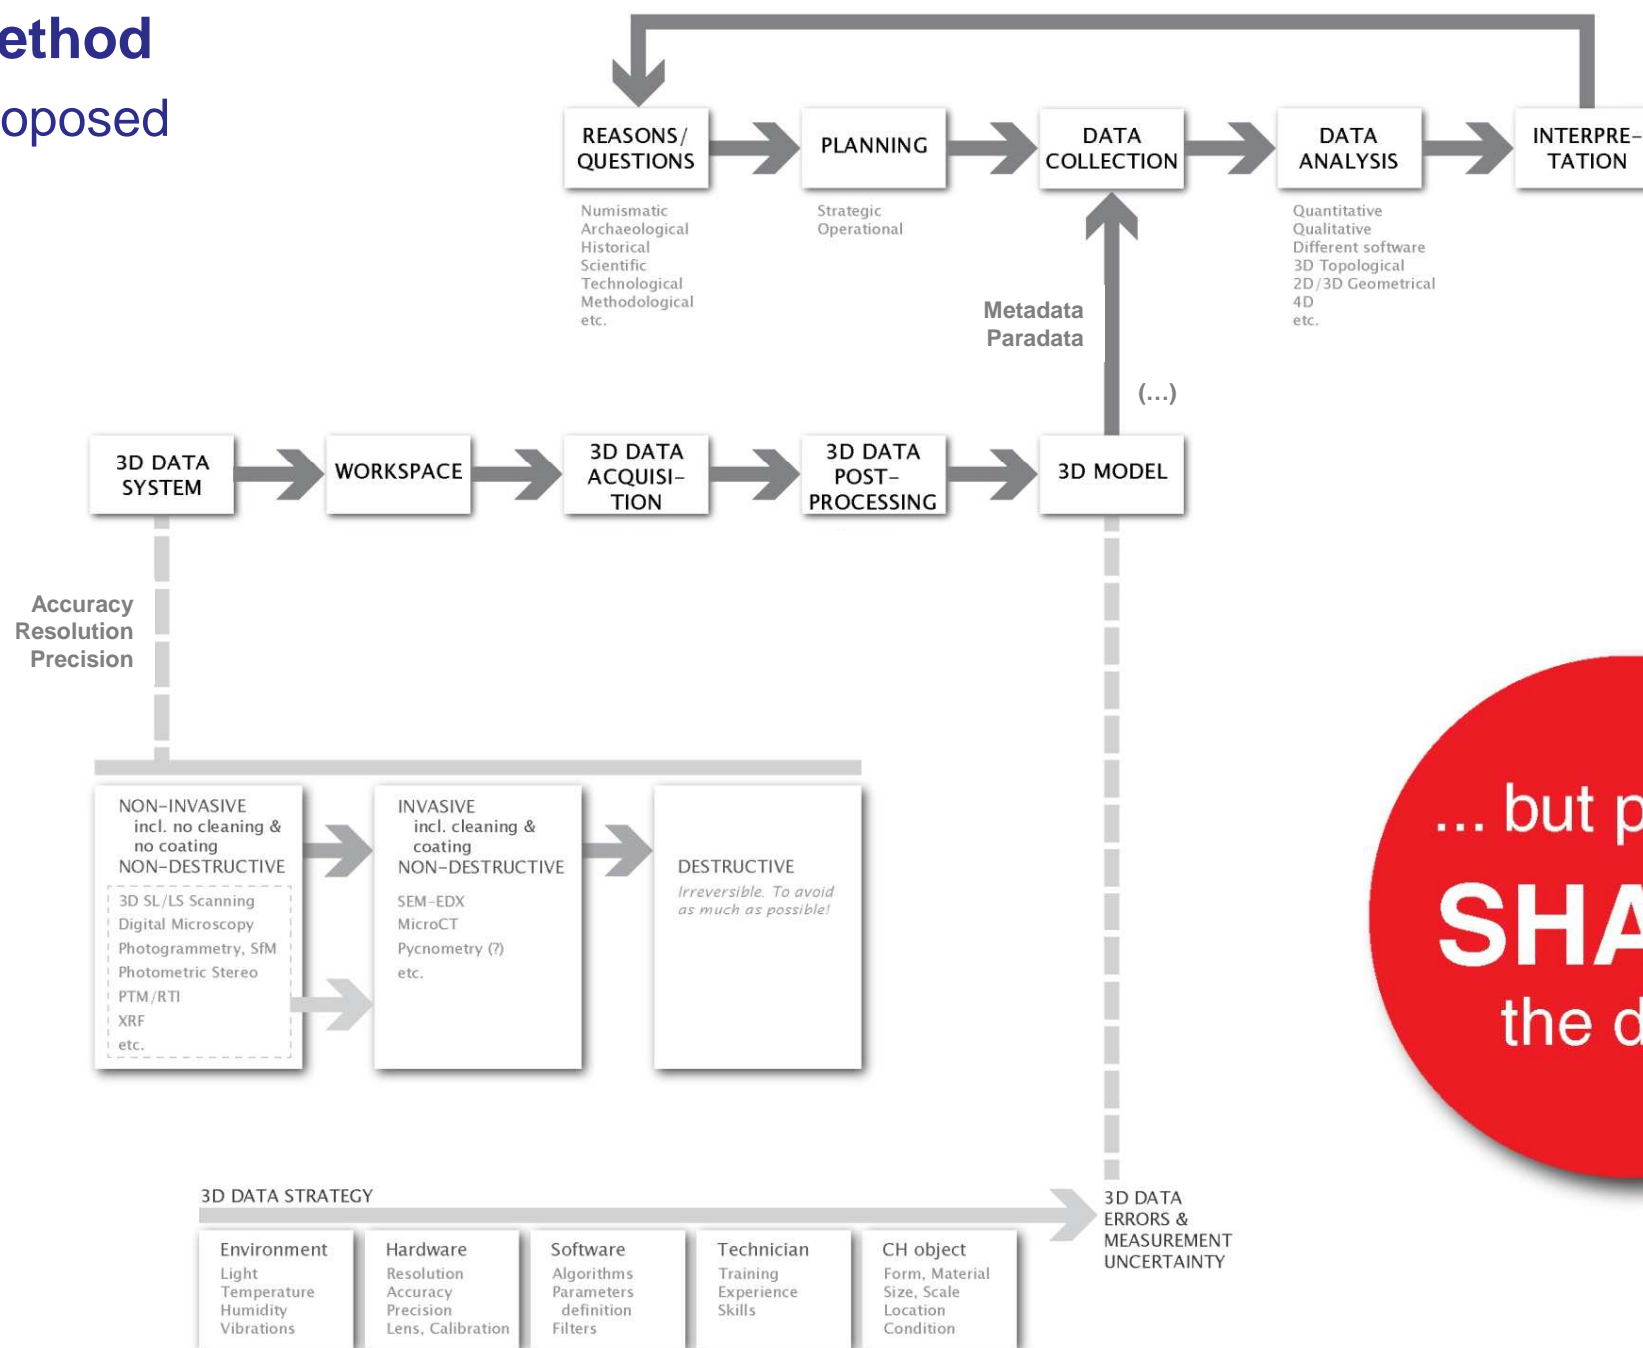 ethod
oposed
REASONS/
QUESTIONS
PLANNING
DATA
COLLECTION
DATA
ANALYSIS
INTERPRE-
TATION
Numismatic
Archaeological
Historical
Scientific
Technological
Methodological
etc.
Strategic
Operational
Quantitative
Qualitative
Different software
3D Topological
2D/3D Geometrical
4D
etc.
Metadata
Paradata
(...)
3D DATA
SYSTEM
WORKSPACE
3D DATA
ACQUISI-
TION
3D DATA
POST-
PROCESSING
3D MODEL
Accuracy
Resolution
Precision
NON-INVASIVE
incl. no cleaning &
no coating
NON-DESTRUCTIVE
3D SL/LS Scanning
Digital Microscopy
Photogrammetry, SfM
Photometric Stereo
PTM/RTI
XRF
etc.
INVASIVE
incl. cleaning &
coating
NON-DESTRUCTIVE
SEM-EDX
MicroCT
Pycnometry (?)
etc.
DESTRUCTIVE
Irreversible. To avoid
as much as possible!
... but p
SHA
the d
3D DATA STRATEGY
3D DATA
ERRORS &
MEASUREMENT
UNCERTAINTY
Environment
Light
Temperature
Humidity
Vibrations
Hardware
Resolution
Accuracy
Precision
Lens, Calibration
Software
Algorithms
Parameters
definition
Filters
Technician
Training
Experience
Skills
CH object
Form, Material
Size, Scale
Location
Condition